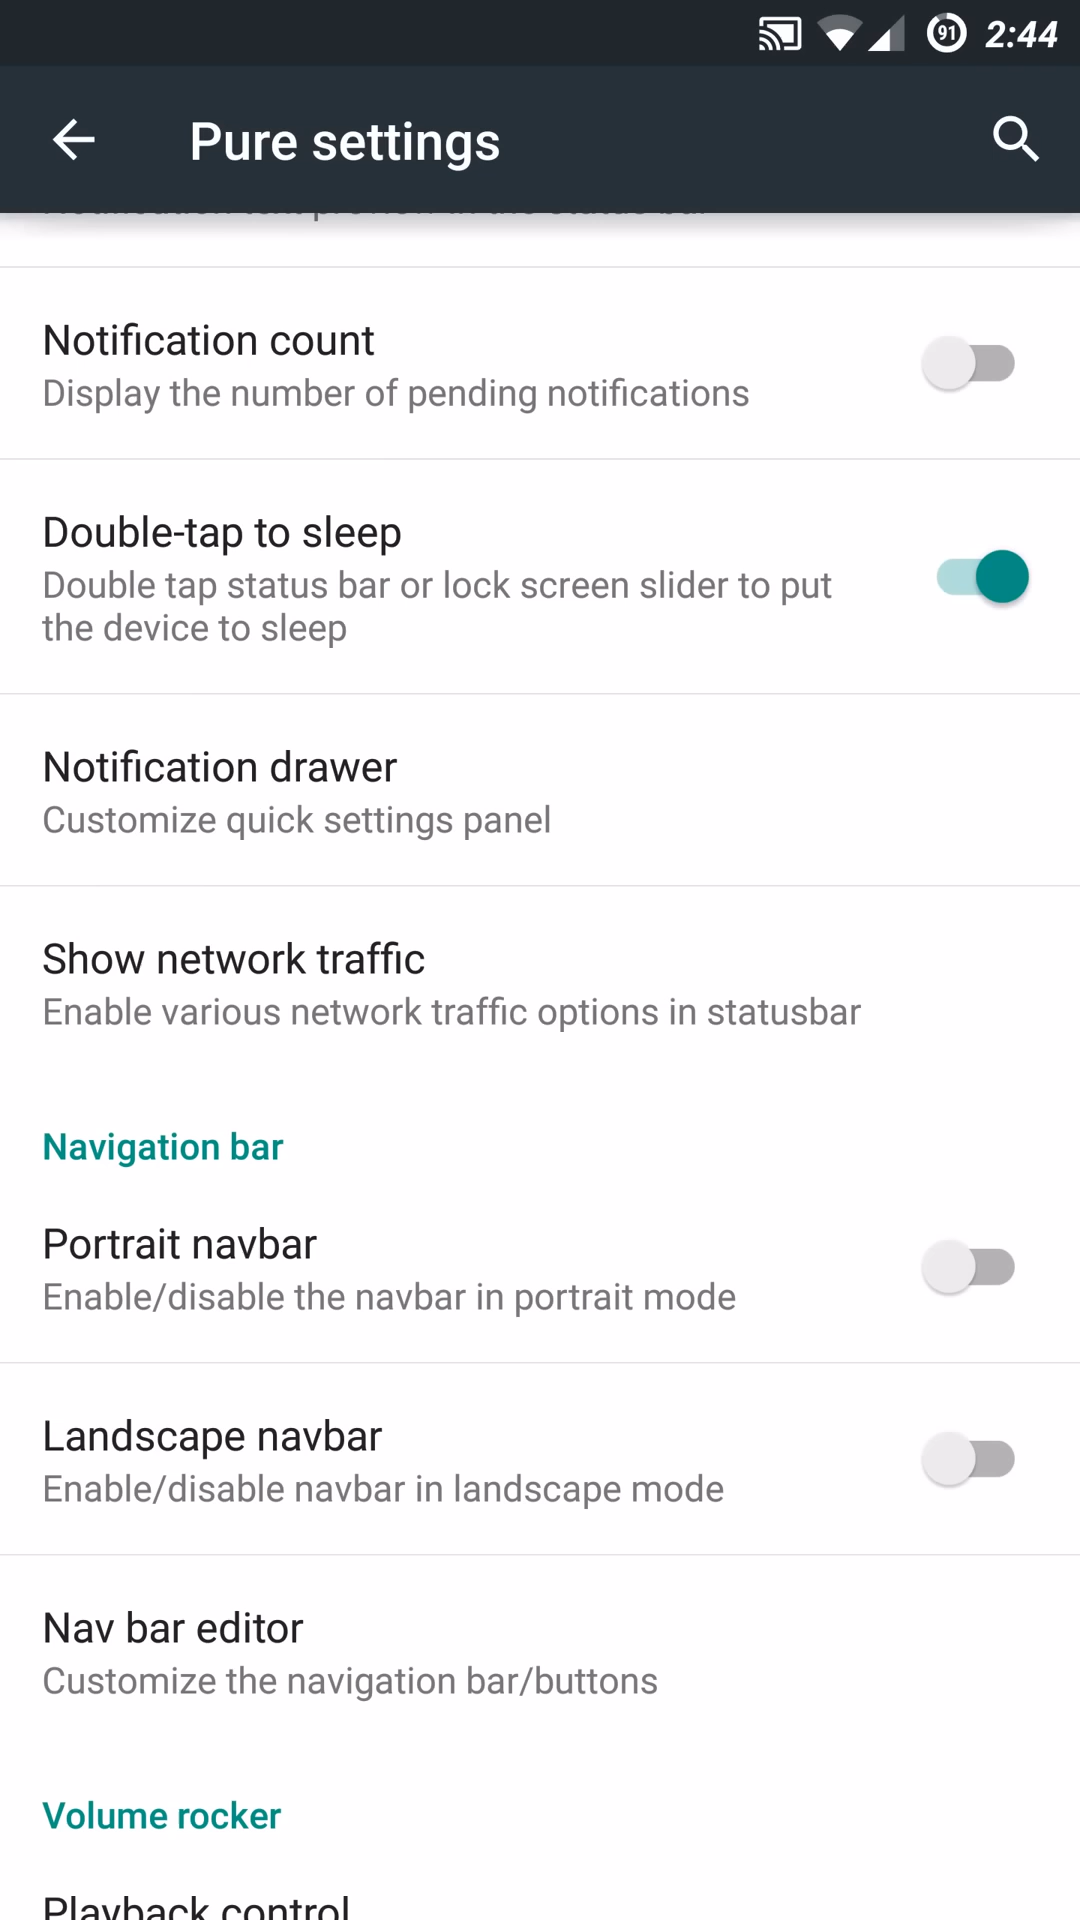 91 2:44
Pure settings
Notification count
Display the number of pending notifications
Double-tap to sleep
Double tap status bar or lock screen slider to put
the device to sleep
Notification drawer
Customize quick settings panel
Show network traffic
Enable various network traffic options in statusbar
Navigation bar
Portrait navbar
Enable/disable the navbar in portrait mode
Landscape navbar
Enable/disable navbar in landscape mode
Nav bar editor
Customize the navigation bar/buttons
Volume rocker
Playback control